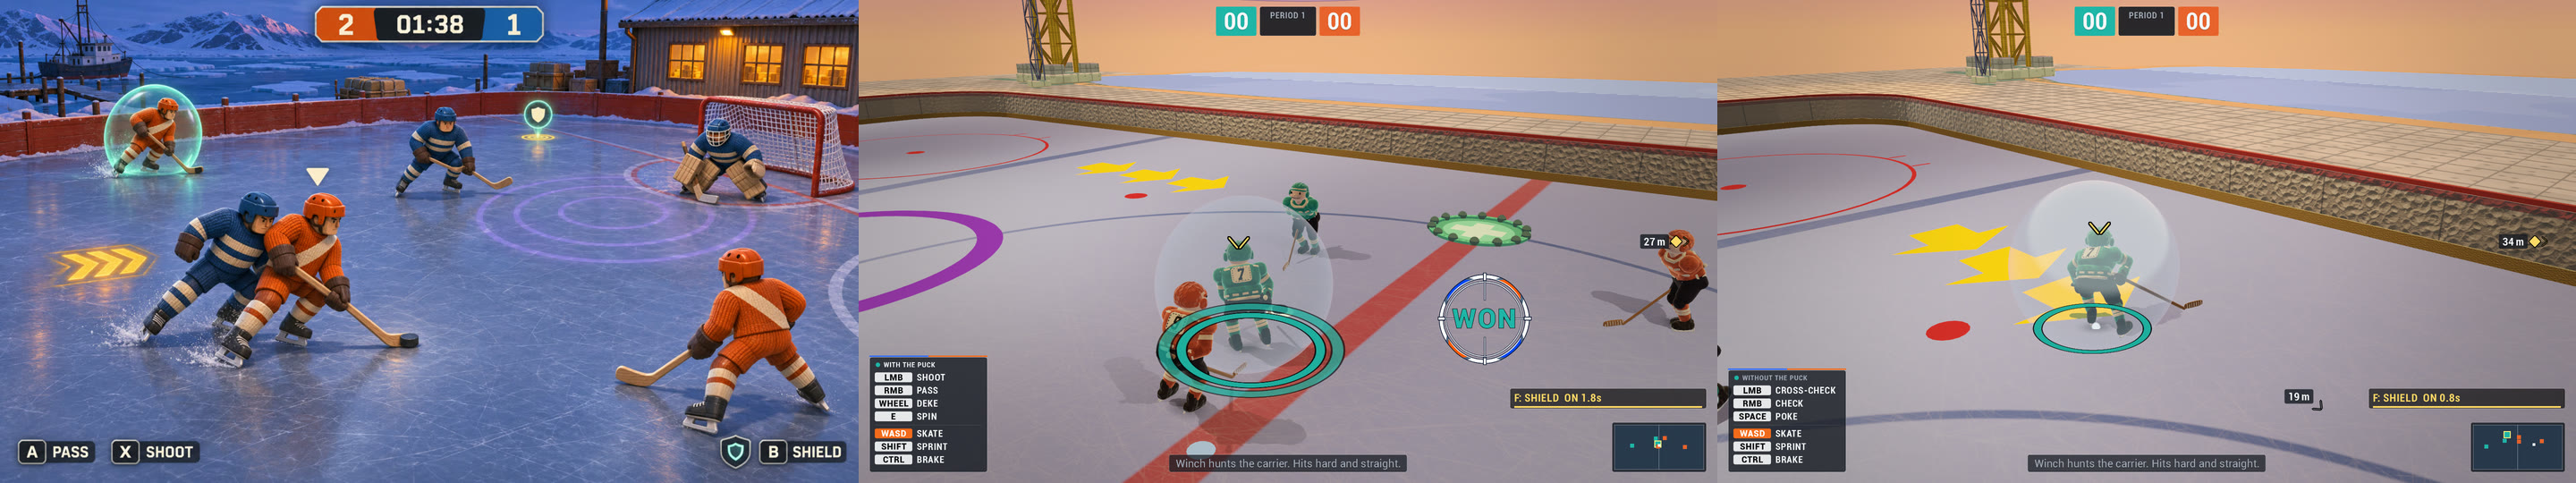 2 01:38 1
A PASS X SHOOT
B SHIELD
00 PERIOD 1 00
7
27 m
WON
WITH THE PUCK
LMB SHOOT
RMB PASS
WHEEL DEKE
E SPIN
WASD SKATE
SHIFT SPRINT
CTRL BRAKE
F: SHIELD ON 1.8s
Winch hunts the carrier. Hits hard and straight.
00 PERIOD 1 00
7
34 m
WITHOUT THE PUCK
LMB CROSS-CHECK
RMB CHECK
SPACE POKE
WASD SKATE
SHIFT SPRINT
CTRL BRAKE
19 m
F: SHIELD ON 0.8s
Winch hunts the carrier. Hits hard and straight.